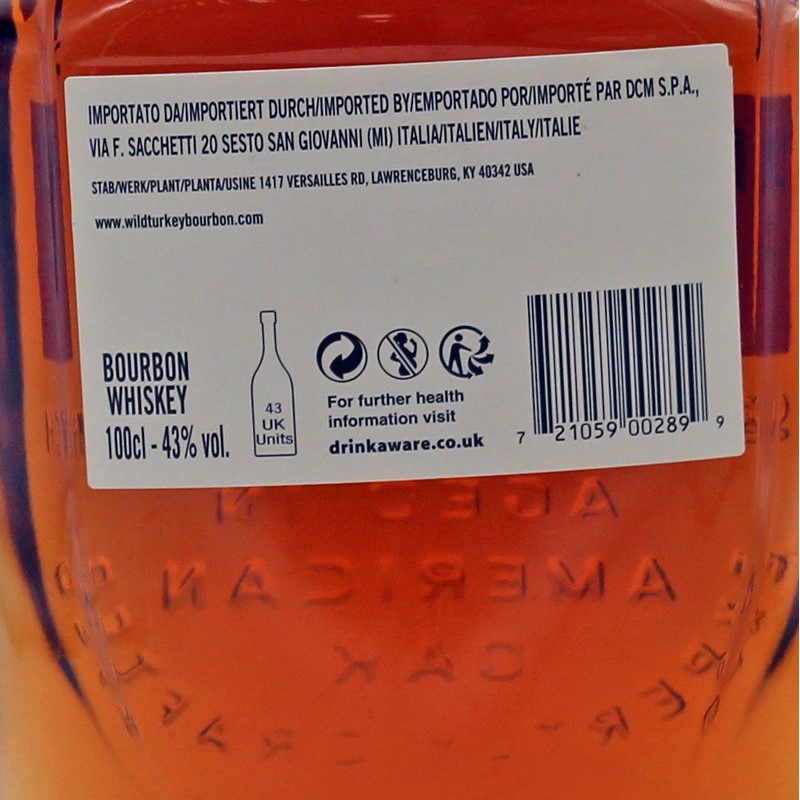 IMPORTATO DA/IMPORTIERT DURCH/IMPORTED BY/EMPORTADO POR/IMPORTÉ PAR DCM S.P.A.,
VIA F. SACCHETTI 20 SESTO SAN GIOVANNI (MI) ITALIA/ITALIEN/ITALY/ITALIE
STAB/WERK/PLANT/PLANTA/USINE 1417 VERSAILLES RD, LAWRENCEBURG, KY 40342 USA
www.wildturkeybourbon.com
BOURBON
WHISKEY
100cl - 43% vol.
43
UK
Units
For further health
information visit
drinkaware.co.uk
7 21059 00289 9
AGED IN
AMERICAN
OAK